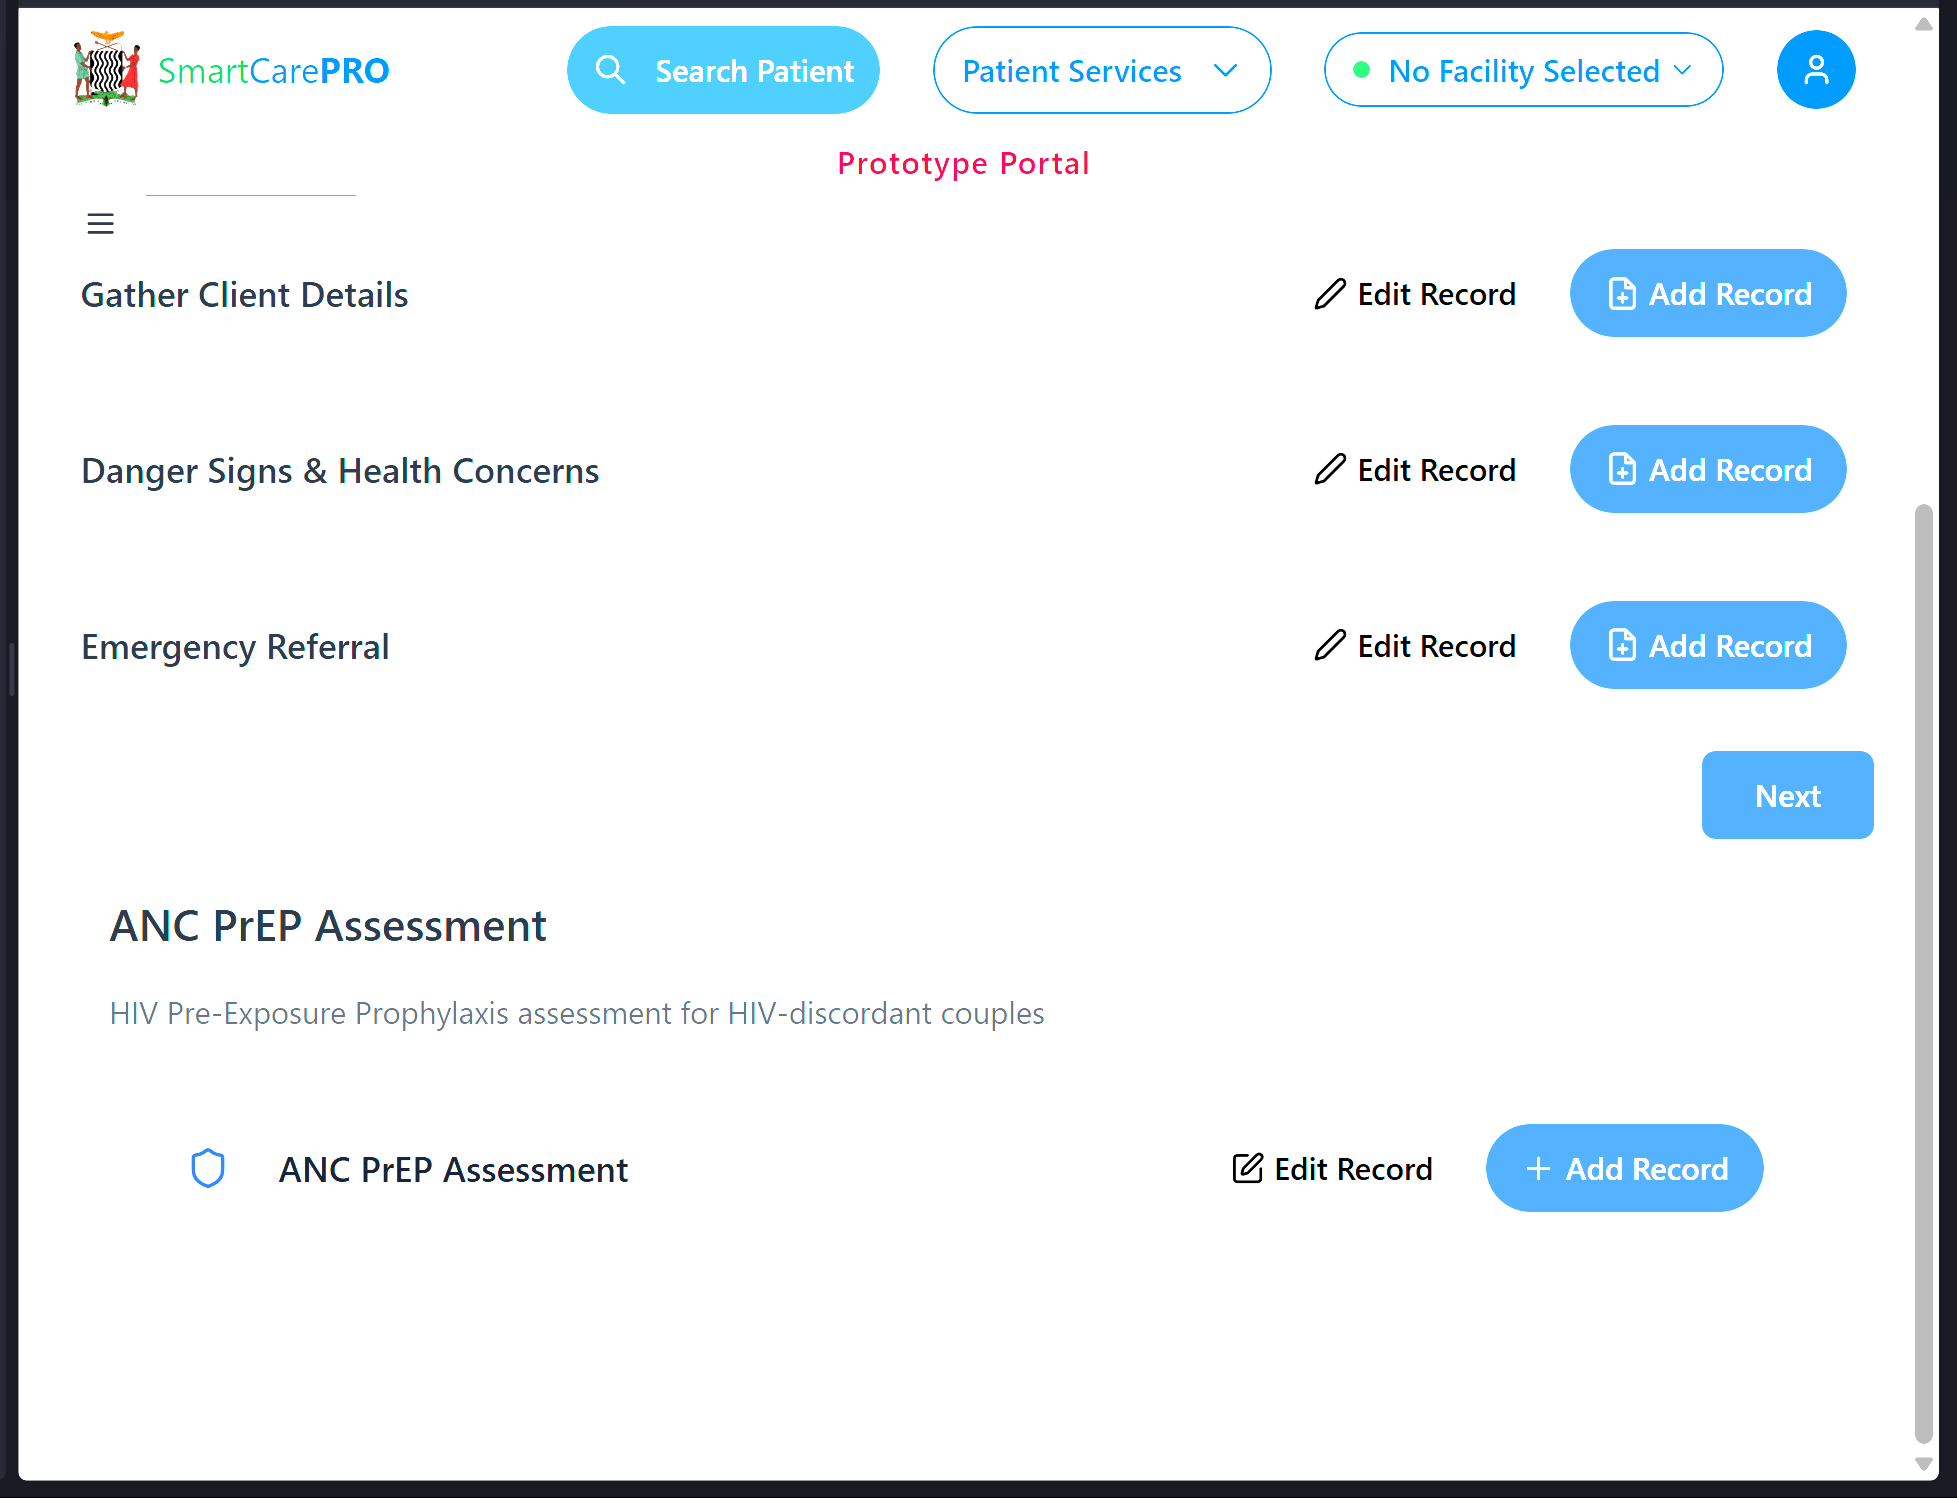 SmartCarePRO
Search Patient
Patient Services
No Facility Selected
Prototype Portal
Gather Client Details
Edit Record
Add Record
Danger Signs & Health Concerns
Edit Record
Add Record
Emergency Referral
Edit Record
Add Record
Next
ANC PrEP Assessment
HIV Pre-Exposure Prophylaxis assessment for HIV-discordant couples
ANC PrEP Assessment
Edit Record
Add Record